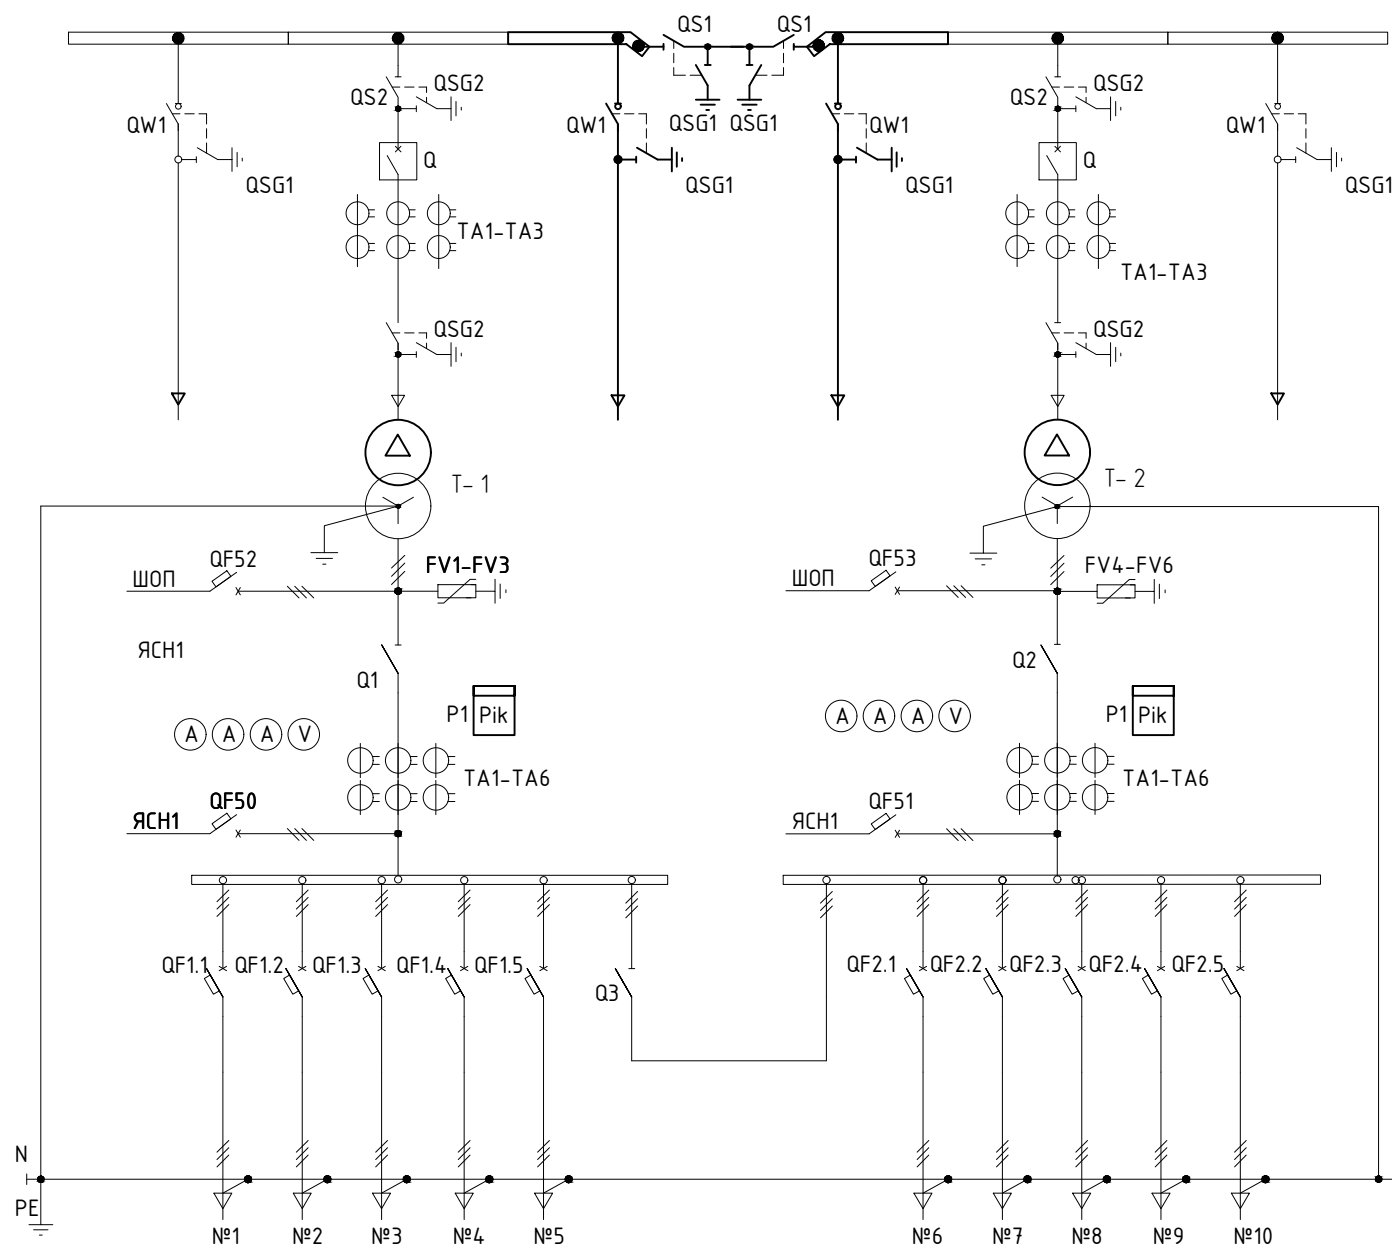 QS1 QS1
QS2 QSG2 QS2 QSG2
QW1 QW1 QSG1 QSG1 QW1 QW1
Q Q
QSG1 QSG1 QSG1 QSG1
TA1-TA3
TA1-TA3
QSG2 QSG2
T- 1 T- 2
QF52 FV1-FV3 QF53 FV4-FV6
ШОП ШОП
ЯСН1 Q1 Q2
A A A V P1 Pik A A A V P1 Pik
TA1-TA6 TA1-TA6
QF50 QF51
ЯСН1 ЯСН1
QF1.1 QF1.2 QF1.3 QF1.4 QF1.5 QF2.1 QF2.2 QF2.3 QF2.4 QF2.5
Q3
N
PE
№1 №2 №3 №4 №5 №6 №7 №8 №9 №10